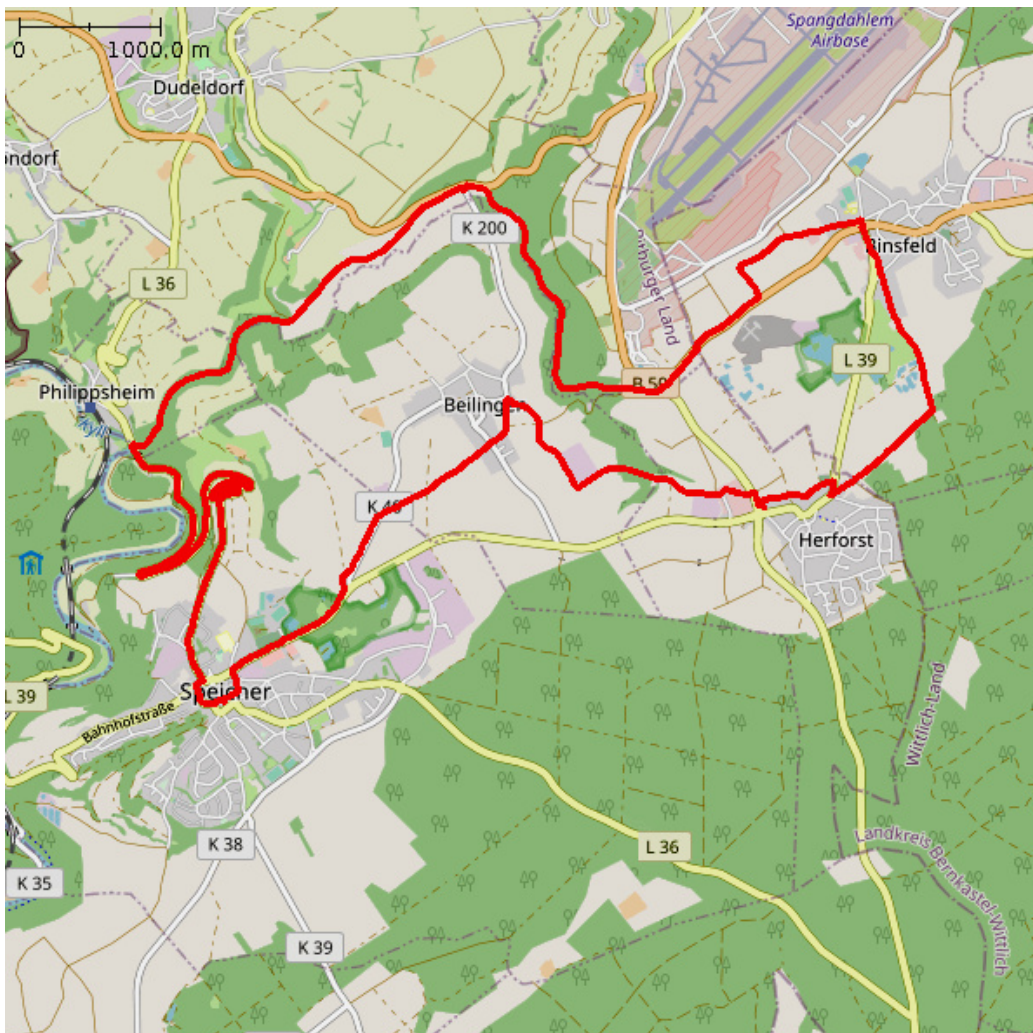 0
1000,0 m
Spangdahlem
Airbase
Dudeldorf
ondorf
K 200
Binsfeld
L 36
Bitburger Land
L 39
Philippsheim
Kyll
B 50
Beilingen
K 46
Herforst
L 39
Speicher
Bahnhofstraße
Wittlich-Land
K 38
L 36
Landkreis Bernkastel-Wittlich
K 35
K 39